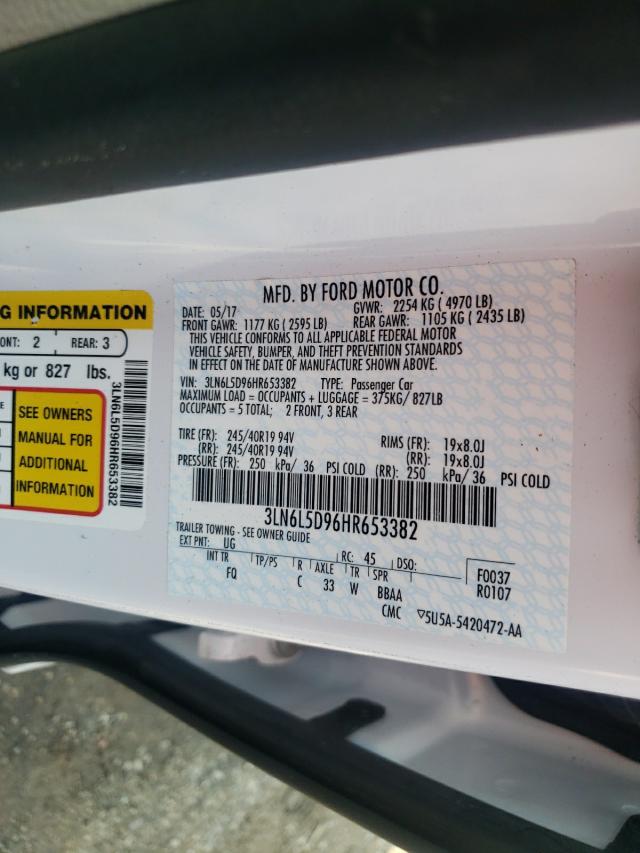 G INFORMATION
ONT: 2 REAR: 3
kg or 827 lbs.
SEE OWNERS
MANUAL FOR
ADDITIONAL
INFORMATION
3LN6L5D96HR653382
MFD. BY FORD MOTOR CO.
DATE: 05/17 GVWR: 2254 KG ( 4970 LB)
FRONT GAWR: 1177 KG ( 2595 LB) REAR GAWR: 1105 KG ( 2435 LB)
THIS VEHICLE CONFORMS TO ALL APPLICABLE FEDERAL MOTOR
VEHICLE SAFETY, BUMPER, AND THEFT PREVENTION STANDARDS
IN EFFECT ON THE DATE OF MANUFACTURE SHOWN ABOVE.
VIN: 3LN6L5D96HR653382 TYPE: Passenger Car
MAXIMUM LOAD = OCCUPANTS + LUGGAGE = 375KG/ 827LB
OCCUPANTS = 5 TOTAL; 2 FRONT, 3 REAR
TIRE (FR): 245/40R19 94V RIMS (FR): 19x8.0J
(RR): 245/40R19 94V (RR): 19x8.0J
PRESSURE (FR): 250 kPa/ 36 PSI COLD (RR): 250 kPa/ 36 PSI COLD
3LN6L5D96HR653382
TRAILER TOWING - SEE OWNER GUIDE
EXT PNT: UG RC: 45 DSO: F0037
INT TR TP/PS R AXLE TR SPR R0107
FQ C 33 W BBAA
CMC ▽5U5A-5420472-AA